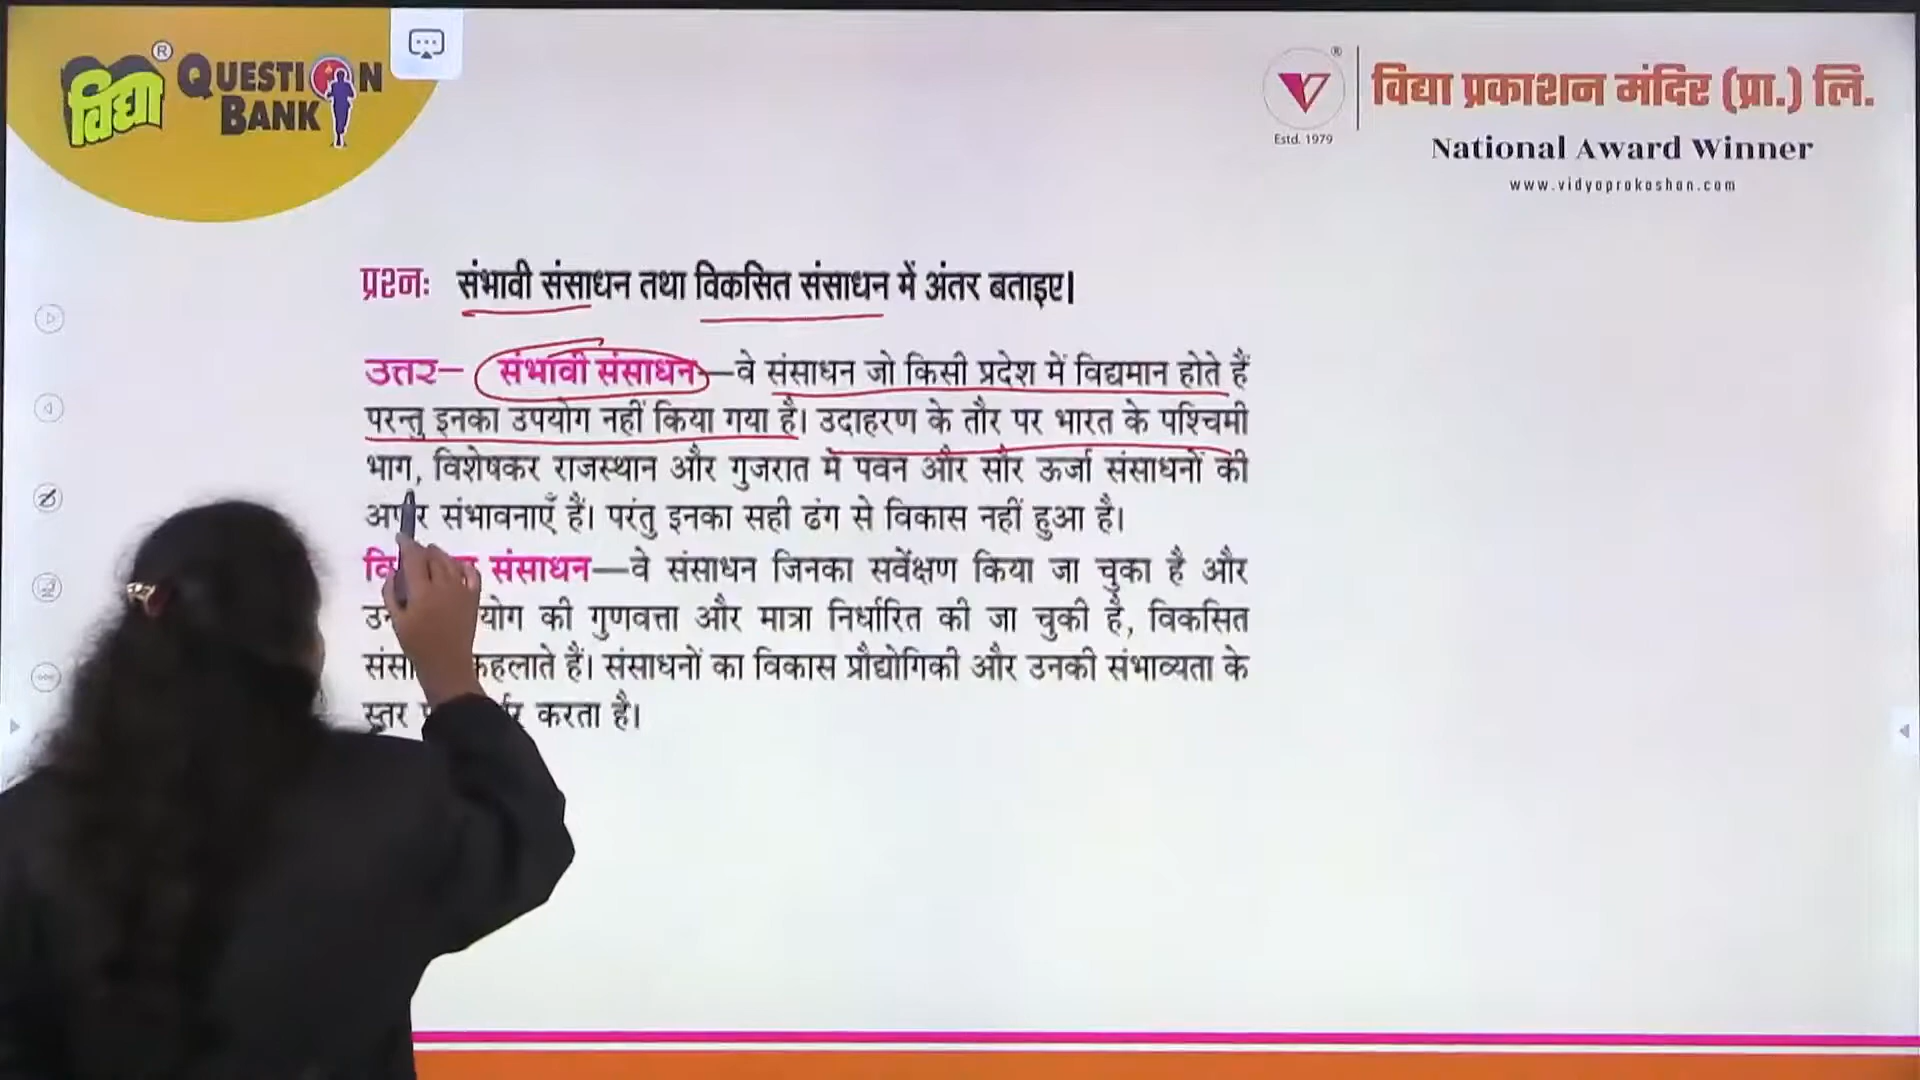 विद्या
®
QUESTION
BANK
®
Estd. 1979
विद्या प्रकाशन मंदिर (प्रा.) लि.
National Award Winner
www.vidyaprakashan.com
प्रश्नः संभावी संसाधन तथा विकसित संसाधन में अंतर बताइए।
उत्तर– संभावी संसाधन—वे संसाधन जो किसी प्रदेश में विद्यमान होते हैं
परन्तु इनका उपयोग नहीं किया गया है। उदाहरण के तौर पर भारत के पश्चिमी
भाग, विशेषकर राजस्थान और गुजरात में पवन और सौर ऊर्जा संसाधनों की
संभावनाएँ हैं। परंतु इनका सही ढंग से विकास नहीं हुआ है।
संसाधन—वे संसाधन जिनका सर्वेक्षण किया जा चुका है और
की गुणवत्ता और मात्रा निर्धारित की जा चुकी है, विकसित
कहलाते हैं। संसाधनों का विकास प्रौद्योगिकी और उनकी संभाव्यता के
स्तर करता है।